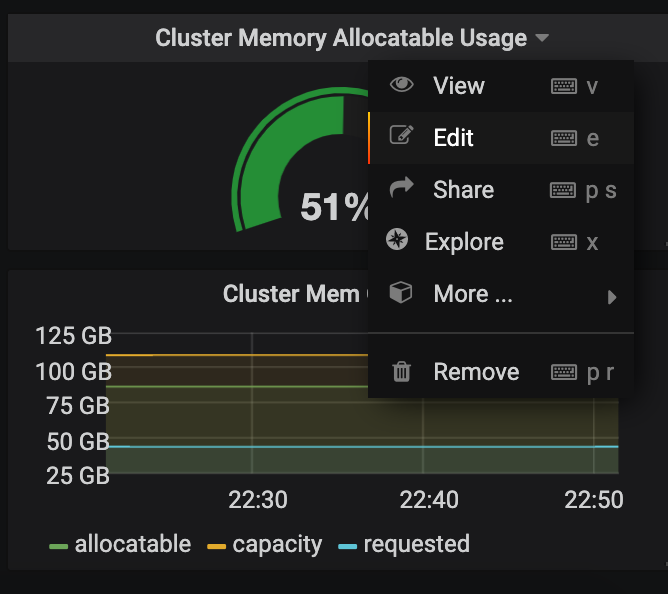 Cluster Memory Allocatable Usage
View v
Edit e
Share p s
51%
Explore x
More ...
Remove p r
Cluster Mem
125 GB
100 GB
75 GB
50 GB
25 GB
22:30 22:40 22:50
allocatable capacity requested